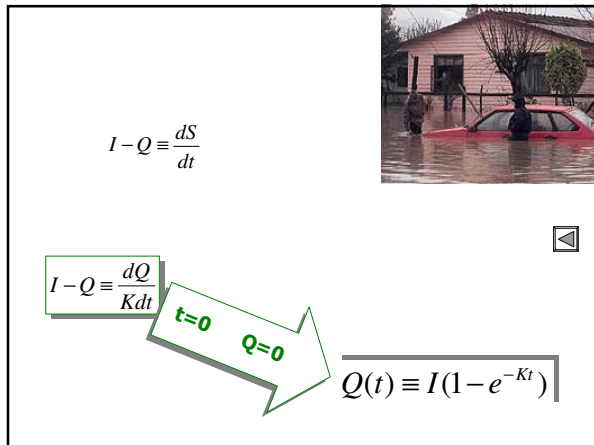 I − Q ≡ dS/dt
I − Q ≡ dQ/Kdt
t=0 Q=0
Q(t) ≡ I(1 − e^{−Kt})